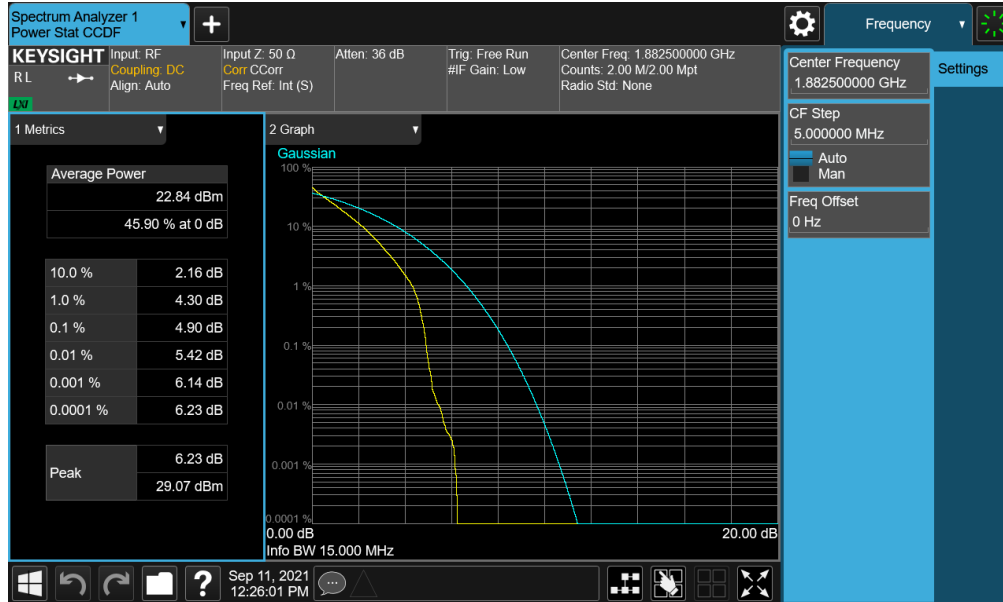 Spectrum Analyzer 1
Power Stat CCDF
Frequency
KEYSIGHT
R L
LXI
Input: RF
Coupling: DC
Align: Auto
Input Z: 50 Ω
Corr CCorr
Freq Ref: Int (S)
Atten: 36 dB
Trig: Free Run
#IF Gain: Low
Center Freq: 1.882500000 GHz
Counts: 2.00 M/2.00 Mpt
Radio Std: None
Center Frequency
1.882500000 GHz
Settings
CF Step
5.000000 MHz
Auto
Man
Freq Offset
0 Hz
1 Metrics
Average Power
22.84 dBm
45.90 % at 0 dB
10.0 % 2.16 dB
1.0 % 4.30 dB
0.1 % 4.90 dB
0.01 % 5.42 dB
0.001 % 6.14 dB
0.0001 % 6.23 dB
Peak 6.23 dB
29.07 dBm
2 Graph
Gaussian
100 %
10 %
1 %
0.1 %
0.01 %
0.001 %
0.0001 %
0.00 dB 20.00 dB
Info BW 15.000 MHz
?
Sep 11, 2021
12:26:01 PM